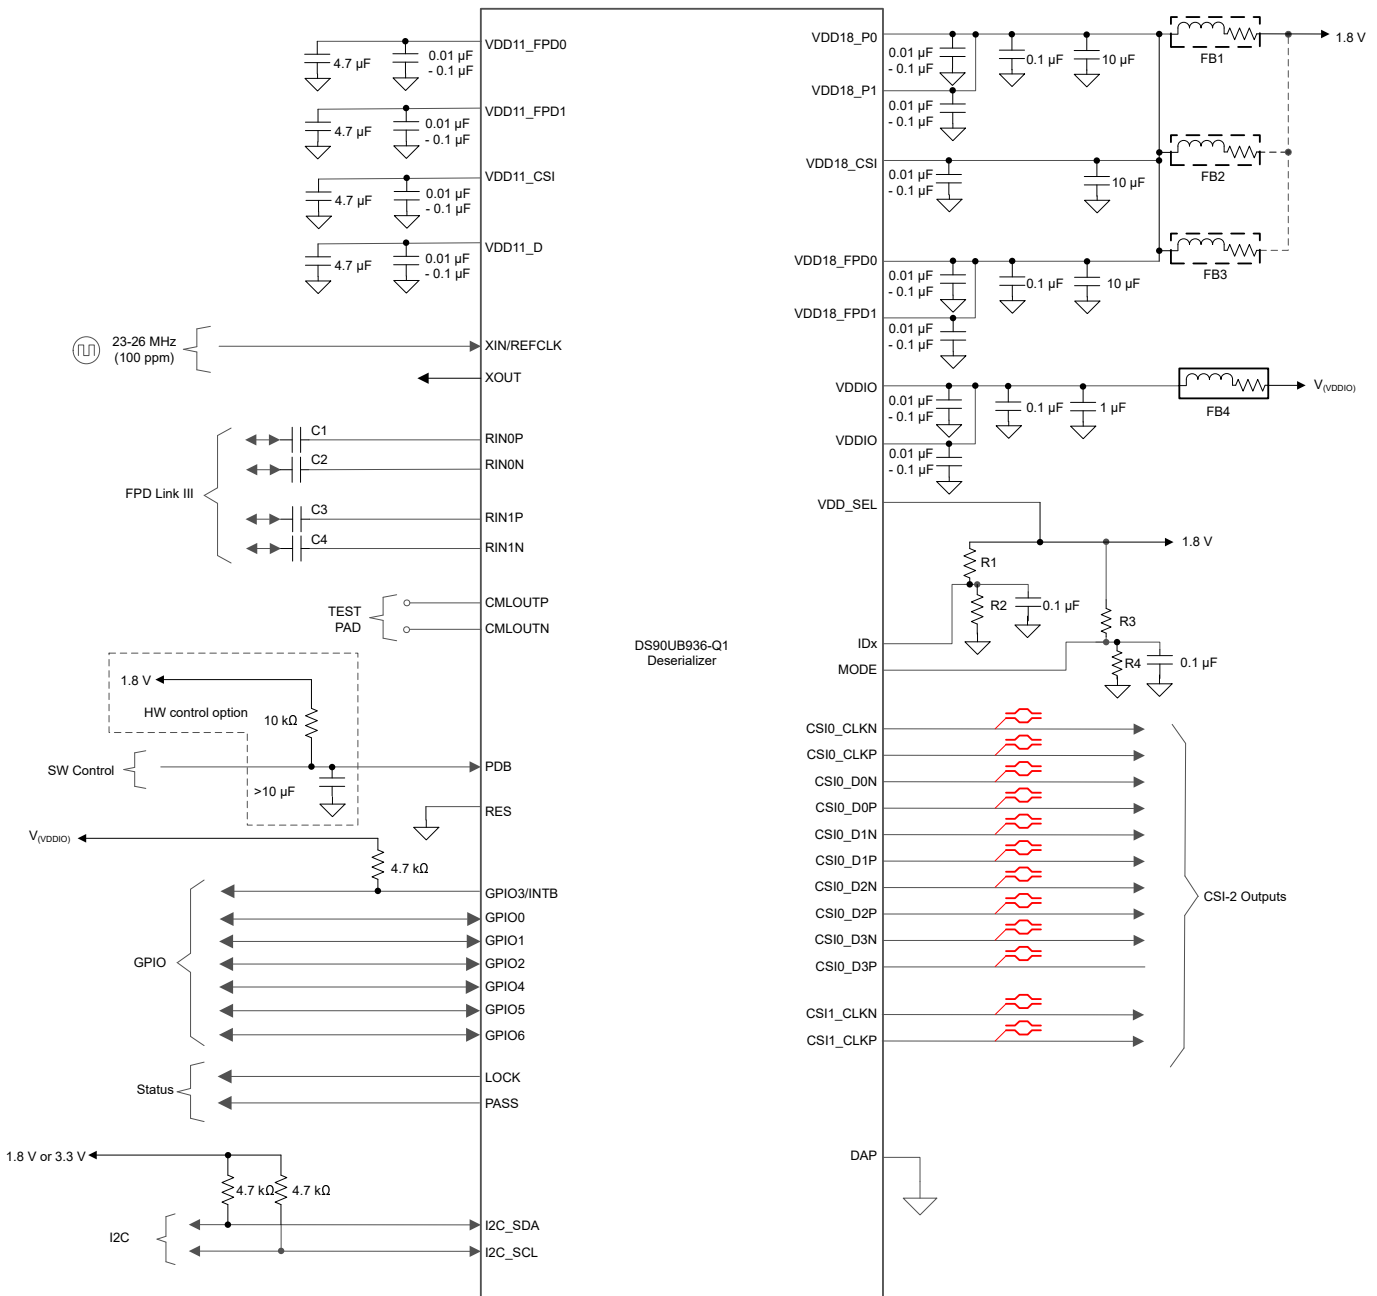 VDD11_FPD0
4.7 µF
0.01 µF
- 0.1 µF
VDD11_FPD1
4.7 µF
0.01 µF
- 0.1 µF
VDD11_CSI
4.7 µF
0.01 µF
- 0.1 µF
VDD11_D
4.7 µF
0.01 µF
- 0.1 µF
23-26 MHz
(100 ppm)
XIN/REFCLK
XOUT
FPD Link III
C1
RIN0P
C2
RIN0N
C3
RIN1P
C4
RIN1N
TEST
PAD
CMLOUTP
CMLOUTN
1.8 V
HW control option
10 kΩ
SW Control
PDB
>10 µF
RES
V(VDDIO)
4.7 kΩ
GPIO
GPIO3/INTB
GPIO0
GPIO1
GPIO2
GPIO4
GPIO5
GPIO6
Status
LOCK
PASS
1.8 V or 3.3 V
4.7 kΩ
4.7 kΩ
I2C
I2C_SDA
I2C_SCL
DS90UB936-Q1
Deserializer
VDD18_P0
0.01 µF
- 0.1 µF
0.1 µF
10 µF
FB1
1.8 V
VDD18_P1
0.01 µF
- 0.1 µF
VDD18_CSI
0.01 µF
- 0.1 µF
10 µF
FB2
VDD18_FPD0
0.01 µF
- 0.1 µF
0.1 µF
10 µF
FB3
VDD18_FPD1
0.01 µF
- 0.1 µF
VDDIO
0.01 µF
- 0.1 µF
0.1 µF
1 µF
FB4
V(VDDIO)
VDDIO
0.01 µF
- 0.1 µF
VDD_SEL
1.8 V
R1
R2
0.1 µF
IDx
R3
R4
0.1 µF
MODE
CSI0_CLKN
CSI0_CLKP
CSI0_D0N
CSI0_D0P
CSI0_D1N
CSI0_D1P
CSI0_D2N
CSI0_D2P
CSI0_D3N
CSI0_D3P
CSI1_CLKN
CSI1_CLKP
CSI-2 Outputs
DAP